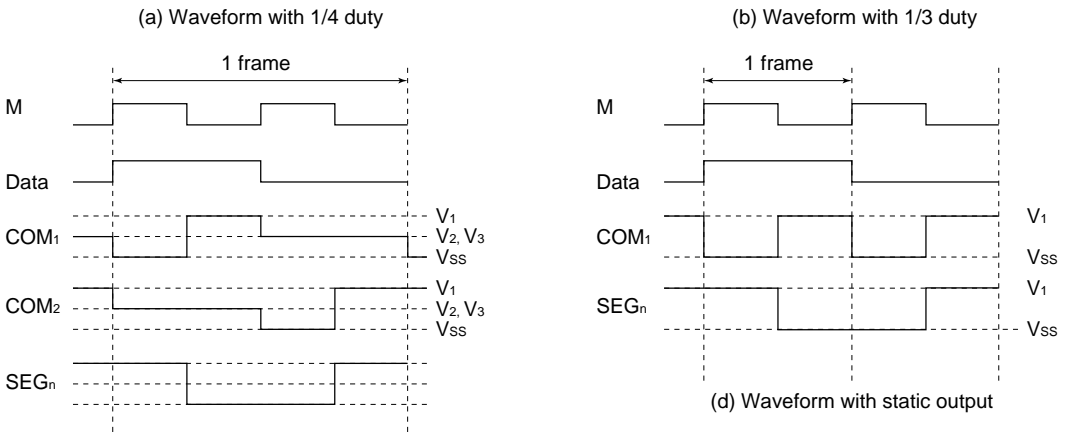 (a) Waveform with 1/4 duty
(b) Waveform with 1/3 duty
1 frame
M
Data
COM1
V1
V2, V3
VSS
COM2
V1
V2, V3
VSS
SEGn
1 frame
M
Data
COM1
V1
VSS
SEGn
V1
VSS
(d) Waveform with static output